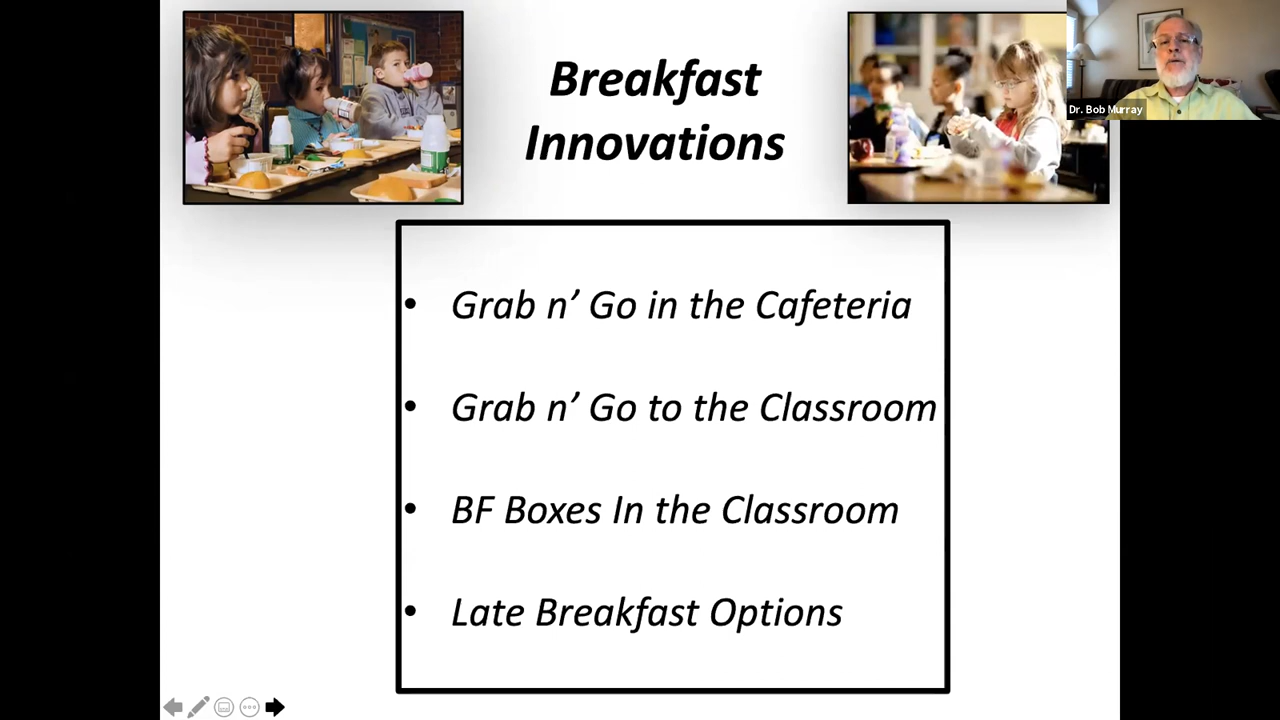 Breakfast
Innovations
Dr. Bob Murray
• Grab n’ Go in the Cafeteria
• Grab n’ Go to the Classroom
• BF Boxes In the Classroom
• Late Breakfast Options